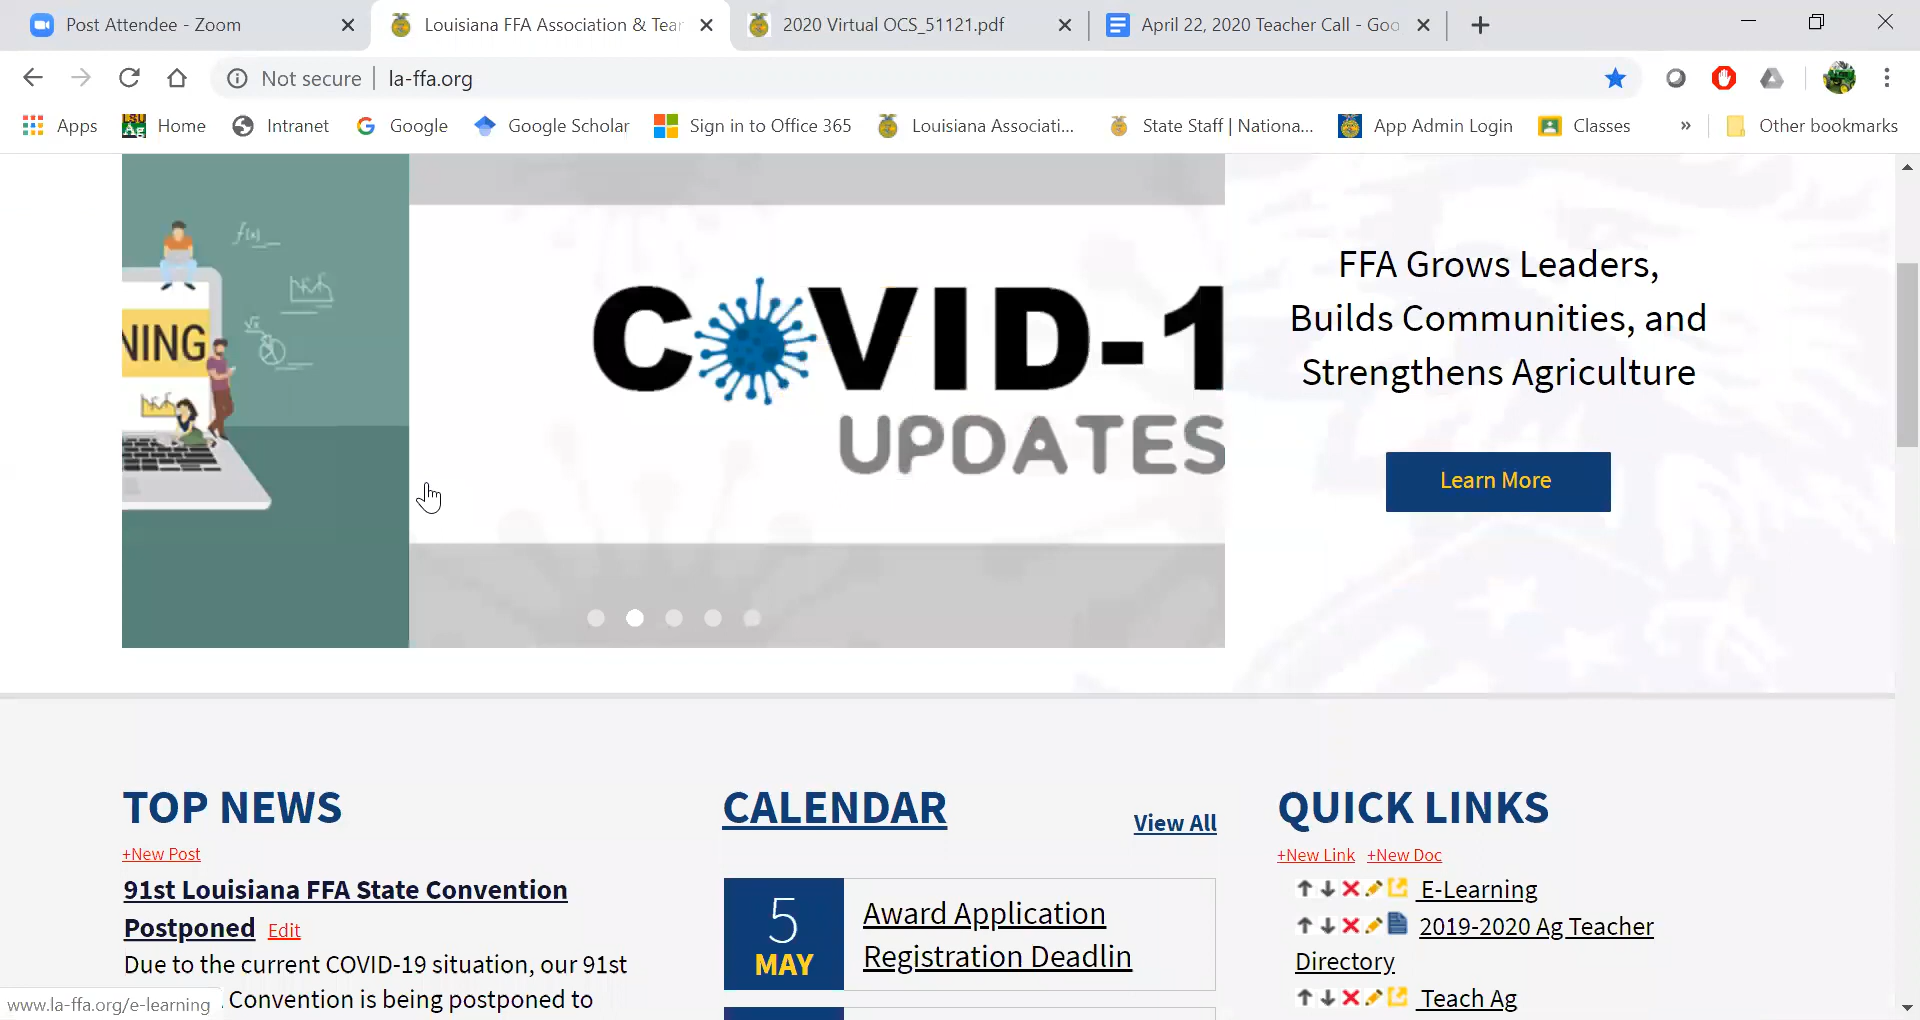 Post Attendee - Zoom
Louisiana FFA Association & Tear
2020 Virtual OCS_51121.pdf
April 22, 2020 Teacher Call - Goo
Not secure
la-ffa.org
Apps
Home
Intranet
Google
Google Scholar
Sign in to Office 365
Louisiana Associati...
State Staff | Nationa...
App Admin Login
Classes
»
Other bookmarks
NING
f(x)
COVID-1
UPDATES
FFA Grows Leaders,
Builds Communities, and
Strengthens Agriculture
Learn More
TOP NEWS
+New Post
91st Louisiana FFA State Convention
Postponed Edit
Due to the current COVID-19 situation, our 91st
Convention is being postponed to
www.la-ffa.org/e-learning
CALENDAR
View All
5
MAY
Award Application
Registration Deadlin
QUICK LINKS
+New Link +New Doc
E-Learning
2019-2020 Ag Teacher
Directory
Teach Ag